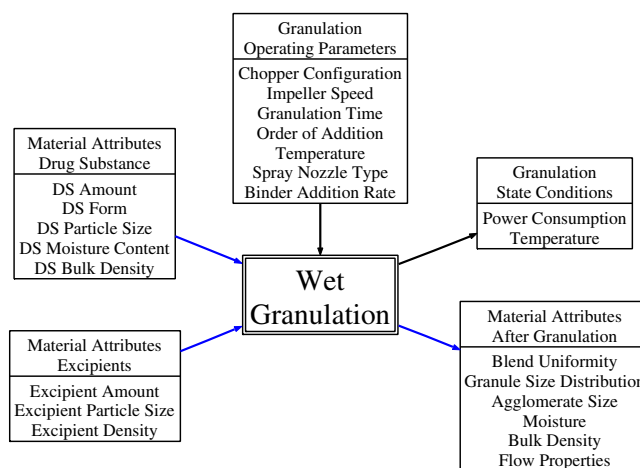 Granulation
Operating Parameters
Chopper Configuration
Impeller Speed
Granulation Time
Order of Addition
Temperature
Spray Nozzle Type
Binder Addition Rate
Material Attributes
Drug Substance
DS Amount
DS Form
DS Particle Size
DS Moisture Content
DS Bulk Density
Granulation
State Conditions
Power Consumption
Temperature
Wet
Granulation
Material Attributes
Excipients
Excipient Amount
Excipient Particle Size
Excipient Density
Material Attributes
After Granulation
Blend Uniformity
Granule Size Distribution
Agglomerate Size
Moisture
Bulk Density
Flow Properties